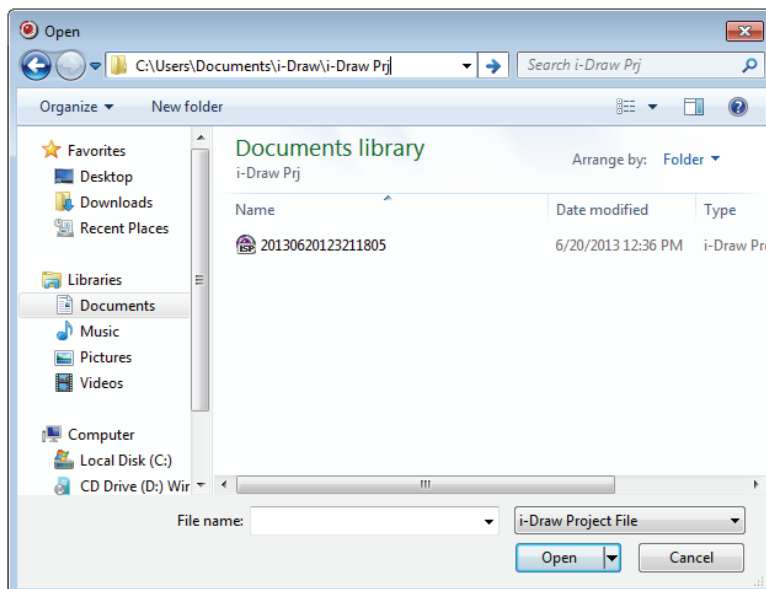 Open
C:\Users\Documents\i-Draw\i-Draw Prj
Search i-Draw Prj
Organize
New folder
Favorites
Desktop
Downloads
Recent Places
Libraries
Documents
Music
Pictures
Videos
Computer
Local Disk (C:)
CD Drive (D:) Wir
Documents library
i-Draw Prj
Arrange by: Folder
Name Date modified Type
ISP 20130620123211805 6/20/2013 12:36 PM i-Draw Pr
File name:
i-Draw Project File
Open
Cancel